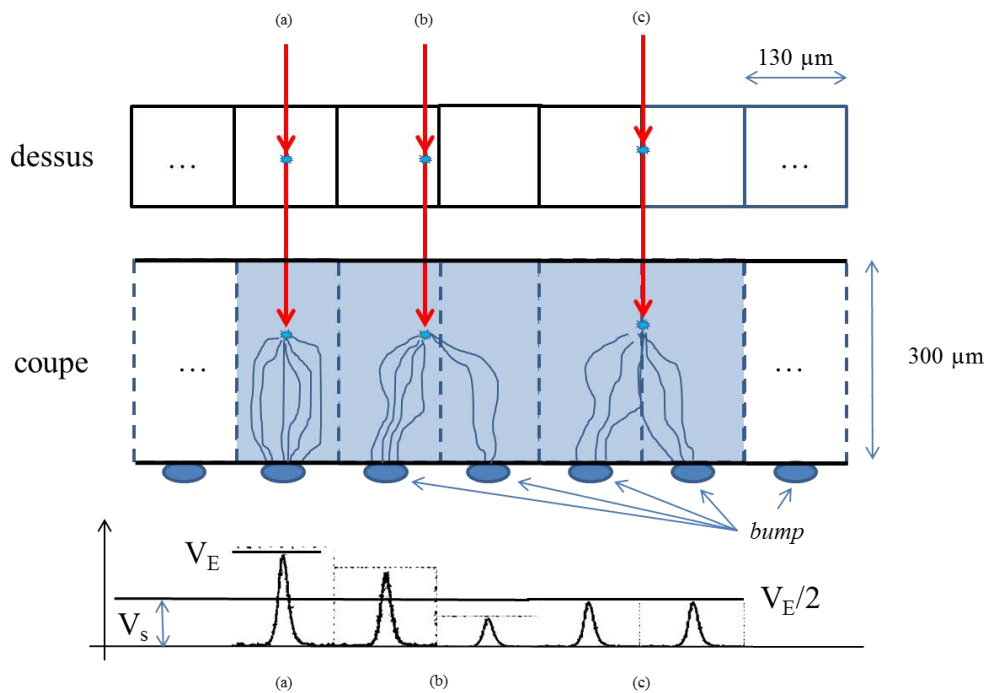 (a) (b) (c)
130 µm
dessus
... ...
coupe
... ...
300 µm
bump
V_E
V_E/2
V_s
(a) (b) (c)